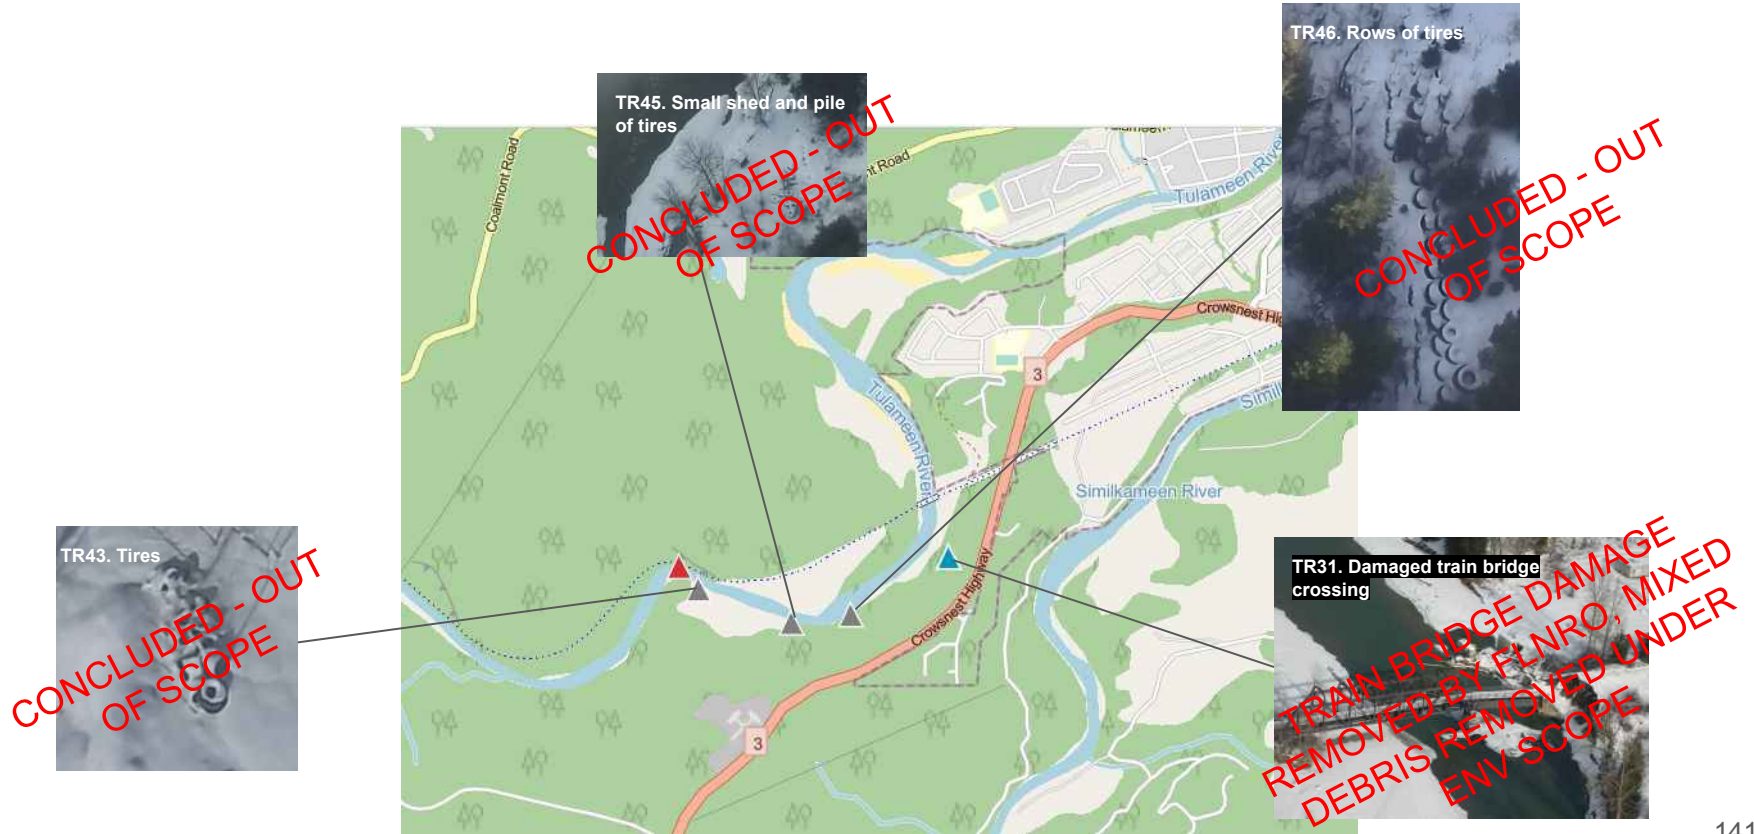 TR46. Rows of tires
TR45. Small shed and pile
of tires
CONCLUDED - OUT
OF SCOPE
CONCLUDED - OUT
OF SCOPE
Coalmont Road
nt Road
Tulameen River
Crowsnest Hi
3
Tulameen River
Simil
Similkameen River
TR43. Tires
CONCLUDED - OUT
OF SCOPE
Crowsnest Highway
3
TR31. Damaged train bridge
crossing
TRAIN BRIDGE DAMAGE
REMOVED BY FLNRO, MIXED
DEBRIS REMOVED UNDER
ENV SCOPE
141